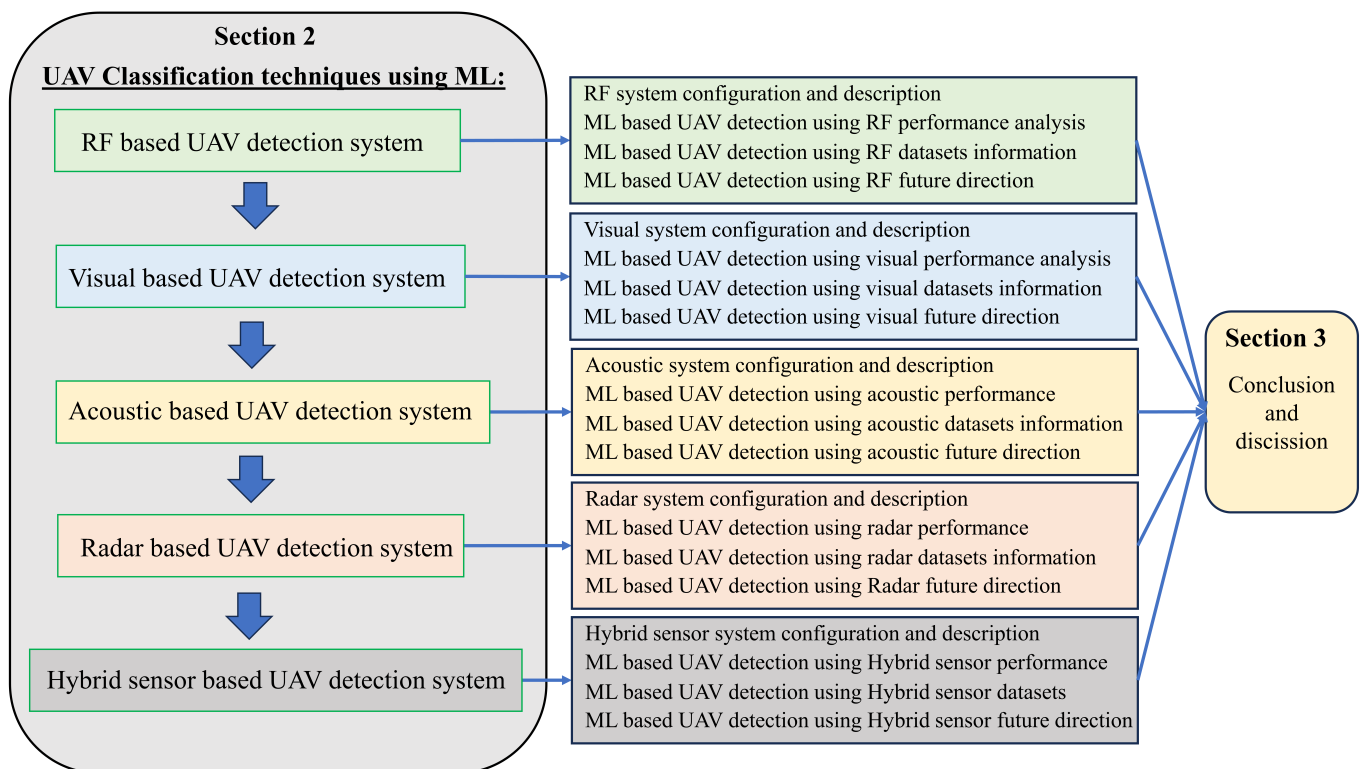 Section 2
UAV Classification techniques using ML:
RF based UAV detection system
Visual based UAV detection system
Acoustic based UAV detection system
Radar based UAV detection system
Hybrid sensor based UAV detection system
RF system configuration and description
ML based UAV detection using RF performance analysis
ML based UAV detection using RF datasets information
ML based UAV detection using RF future direction
Visual system configuration and description
ML based UAV detection using visual performance analysis
ML based UAV detection using visual datasets information
ML based UAV detection using visual future direction
Acoustic system configuration and description
ML based UAV detection using acoustic performance
ML based UAV detection using acoustic datasets information
ML based UAV detection using acoustic future direction
Radar system configuration and description
ML based UAV detection using radar performance
ML based UAV detection using radar datasets information
ML based UAV detection using Radar future direction
Hybrid sensor system configuration and description
ML based UAV detection using Hybrid sensor performance
ML based UAV detection using Hybrid sensor datasets
ML based UAV detection using Hybrid sensor future direction
Section 3
Conclusion
and
discission